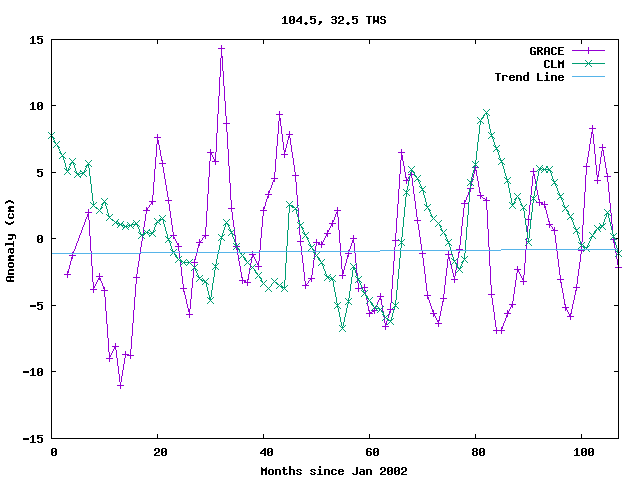 104.5, 32.5 TWS
GRACE
CLM
Trend Line
15
10
5
0
-5
-10
-15
Anomaly (cm)
0 20 40 60 80 100
Months since Jan 2002